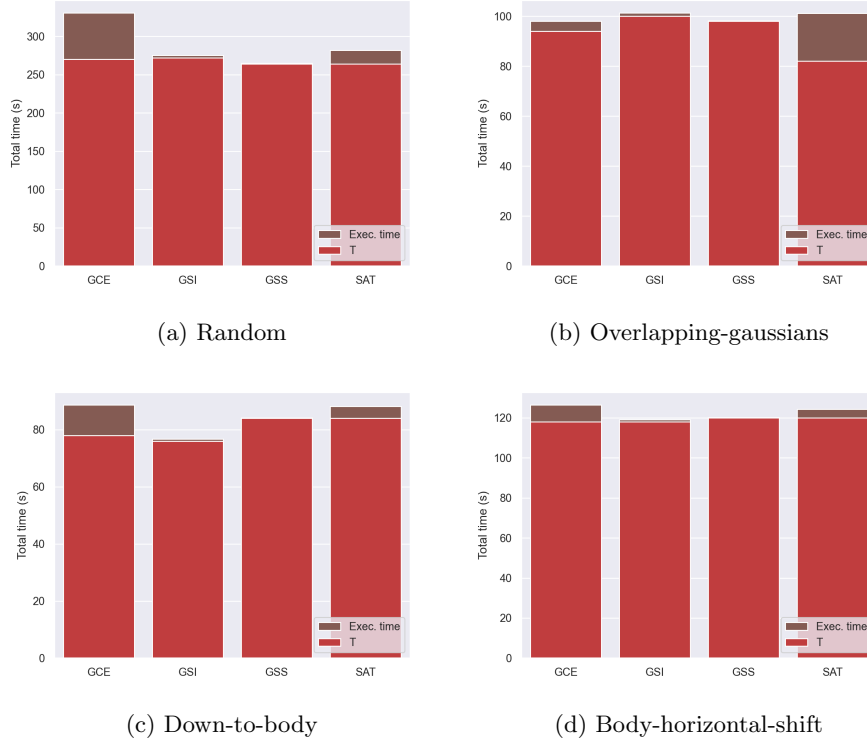 Total time (s)
300
250
200
150
100
50
0
GCE GSI GSS SAT
Exec. time
T
(a) Random
Total time (s)
100
80
60
40
20
0
GCE GSI GSS SAT
Exec. time
T
(b) Overlapping-gaussians
Total time (s)
80
60
40
20
0
GCE GSI GSS SAT
Exec. time
T
(c) Down-to-body
Total time (s)
120
100
80
60
40
20
0
GCE GSI GSS SAT
Exec. time
T
(d) Body-horizontal-shift